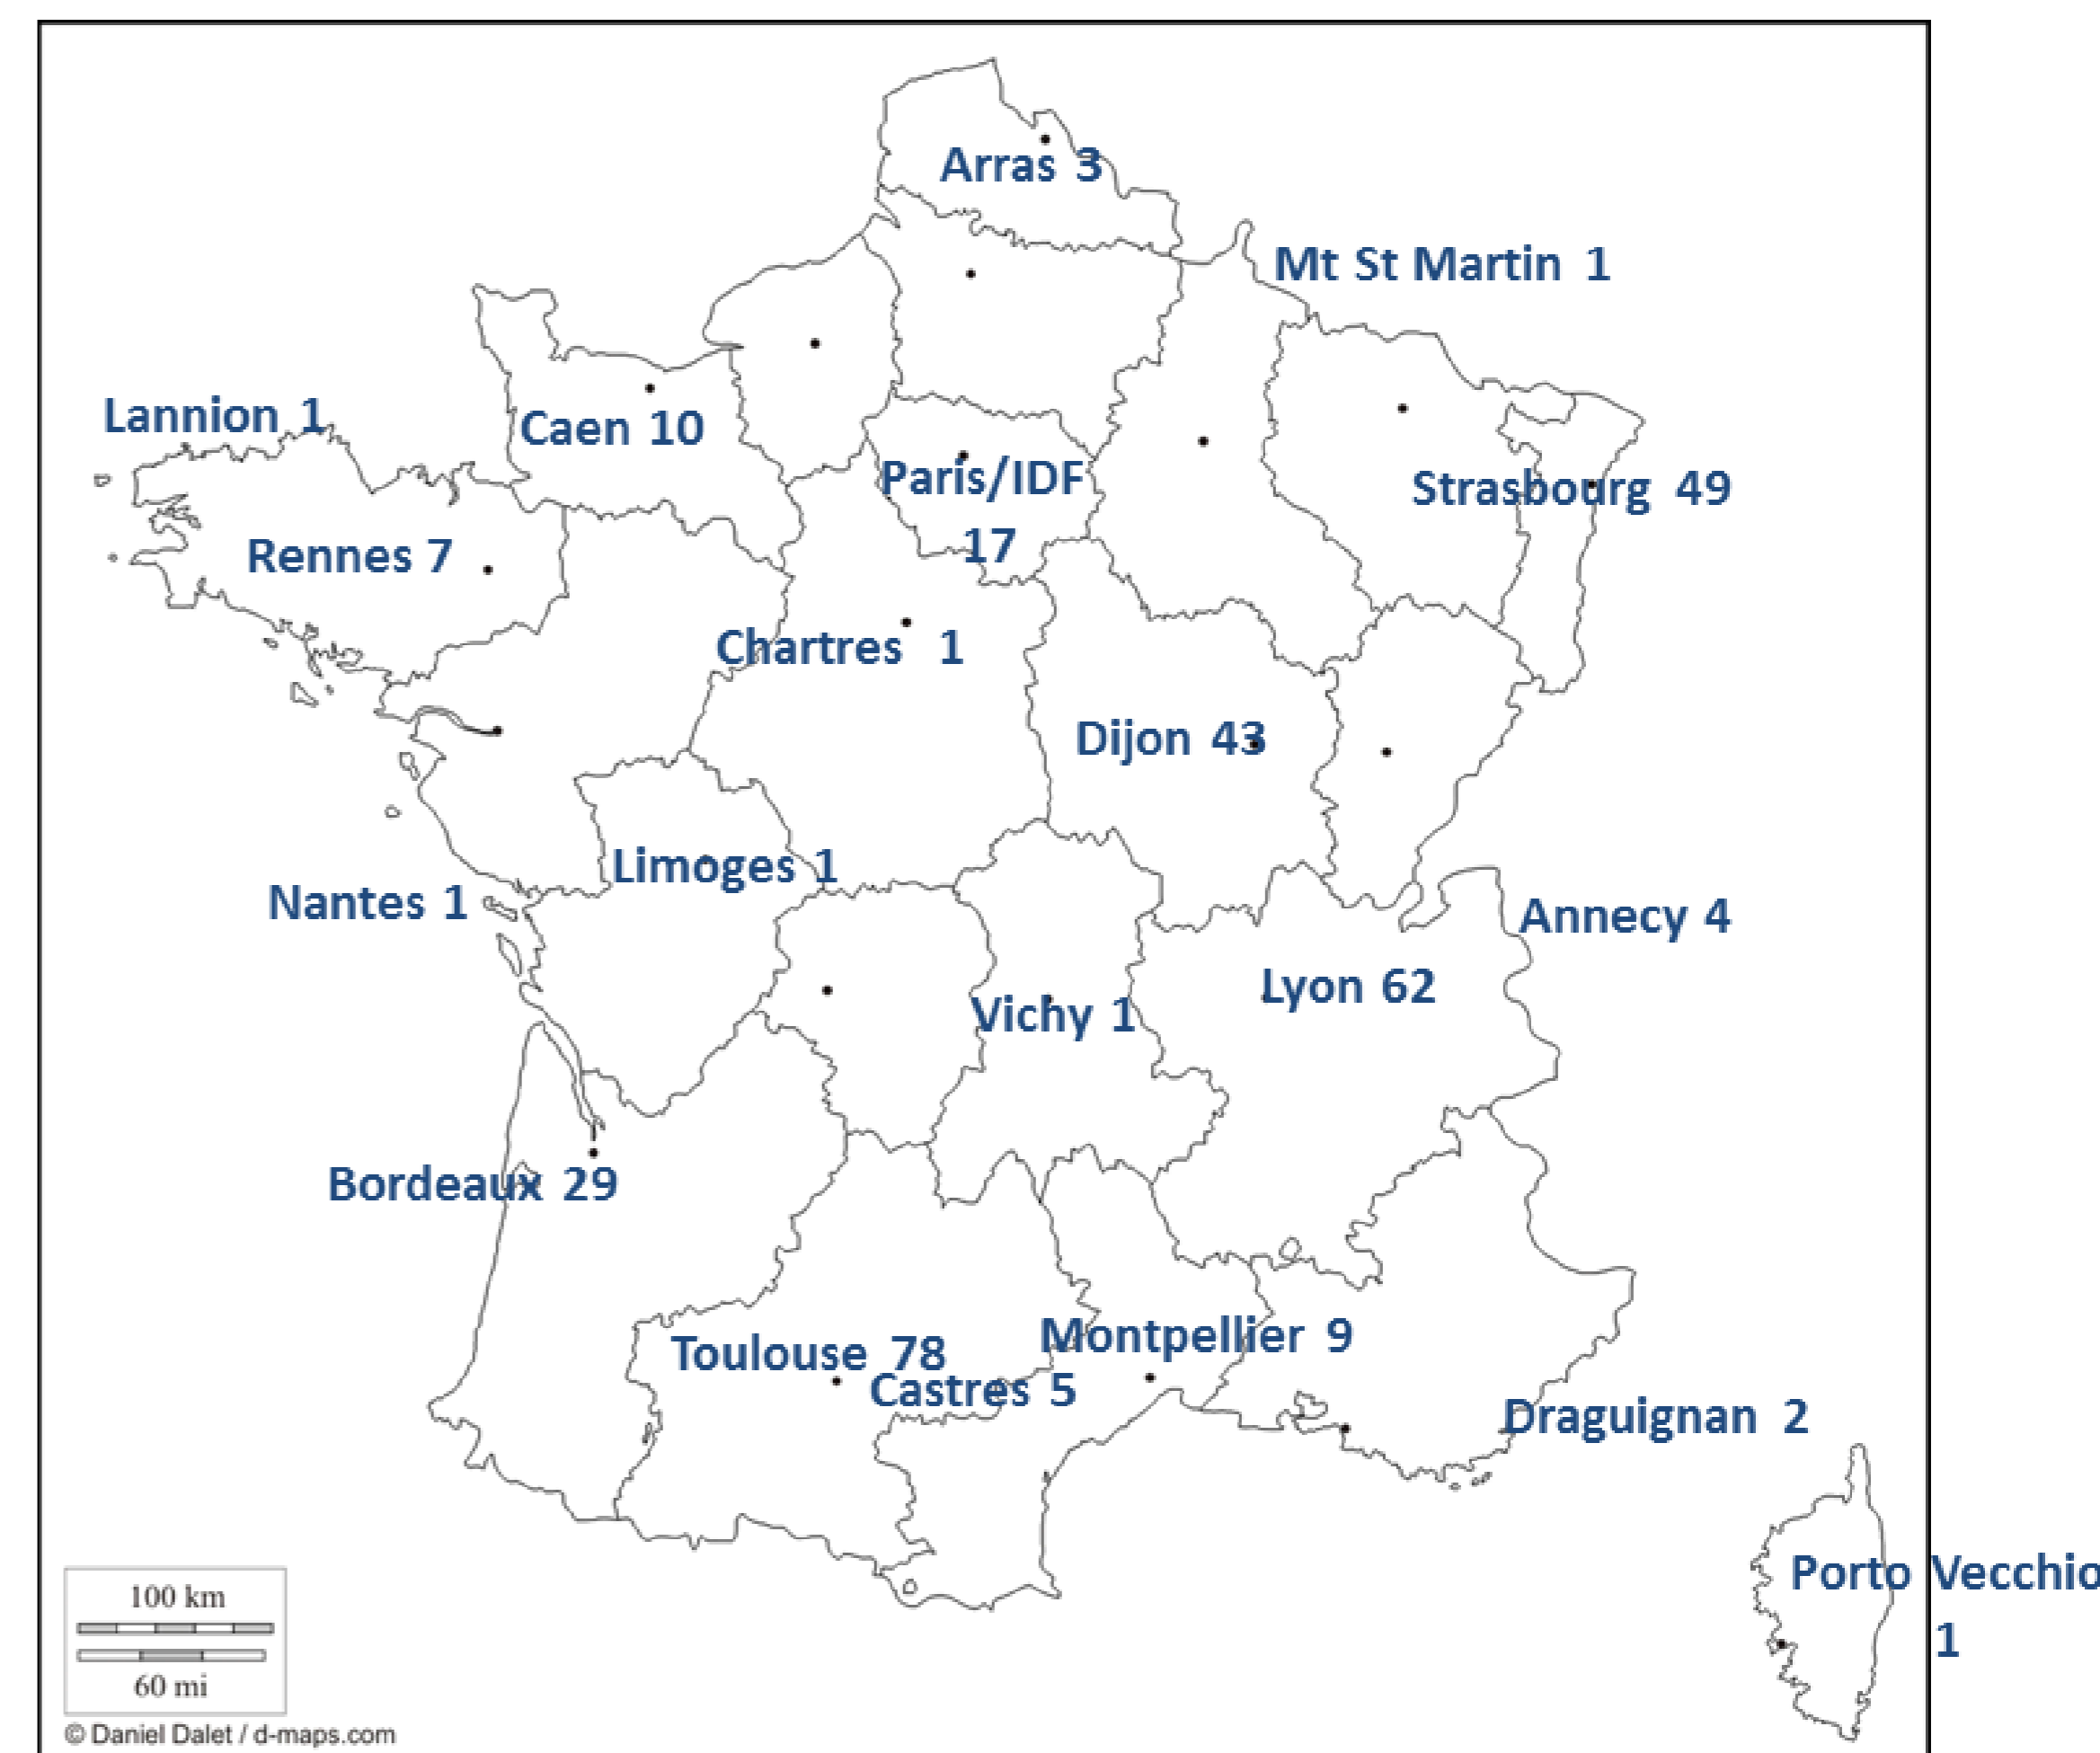 Arras 3
Mt St Martin 1
Lannion 1
Caen 10
Paris/IDF
17
Strasbourg 49
Rennes 7
Chartres 1
Dijon 43
Limoges 1
Nantes 1
Annecy 4
Lyon 62
Vichy 1
Bordeaux 29
Montpellier 9
Toulouse 78
Castres 5
Draguignan 2
Porto Vecchio
1
100 km
60 mi
© Daniel Dalet / d-maps.com